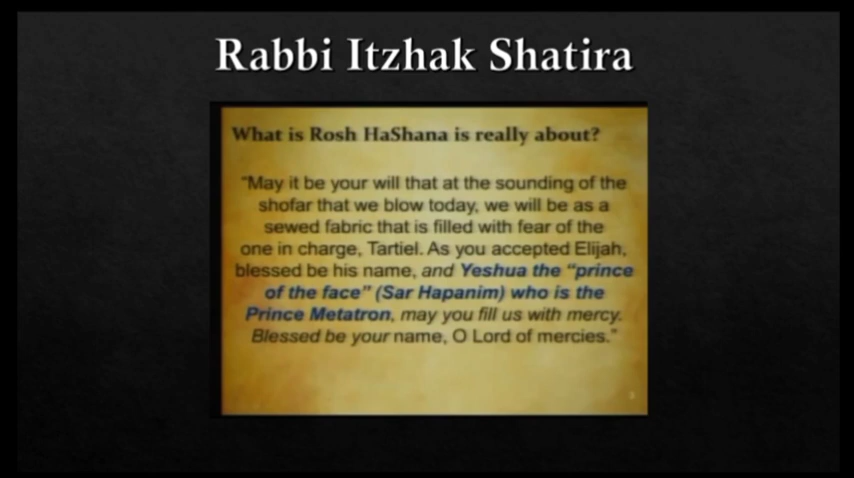 Rabbi Itzhak Shatira
What is Rosh HaShana is really about?
"May it be your will that at the sounding of the
shofar that we blow today, we will be as a
sewed fabric that is filled with fear of the
one in charge, Tartiel. As you accepted Elijah,
blessed be his name, and Yeshua the "prince
of the face" (Sar Hapanim) who is the
Prince Metatron, may you fill us with mercy.
Blessed be your name, O Lord of mercies."